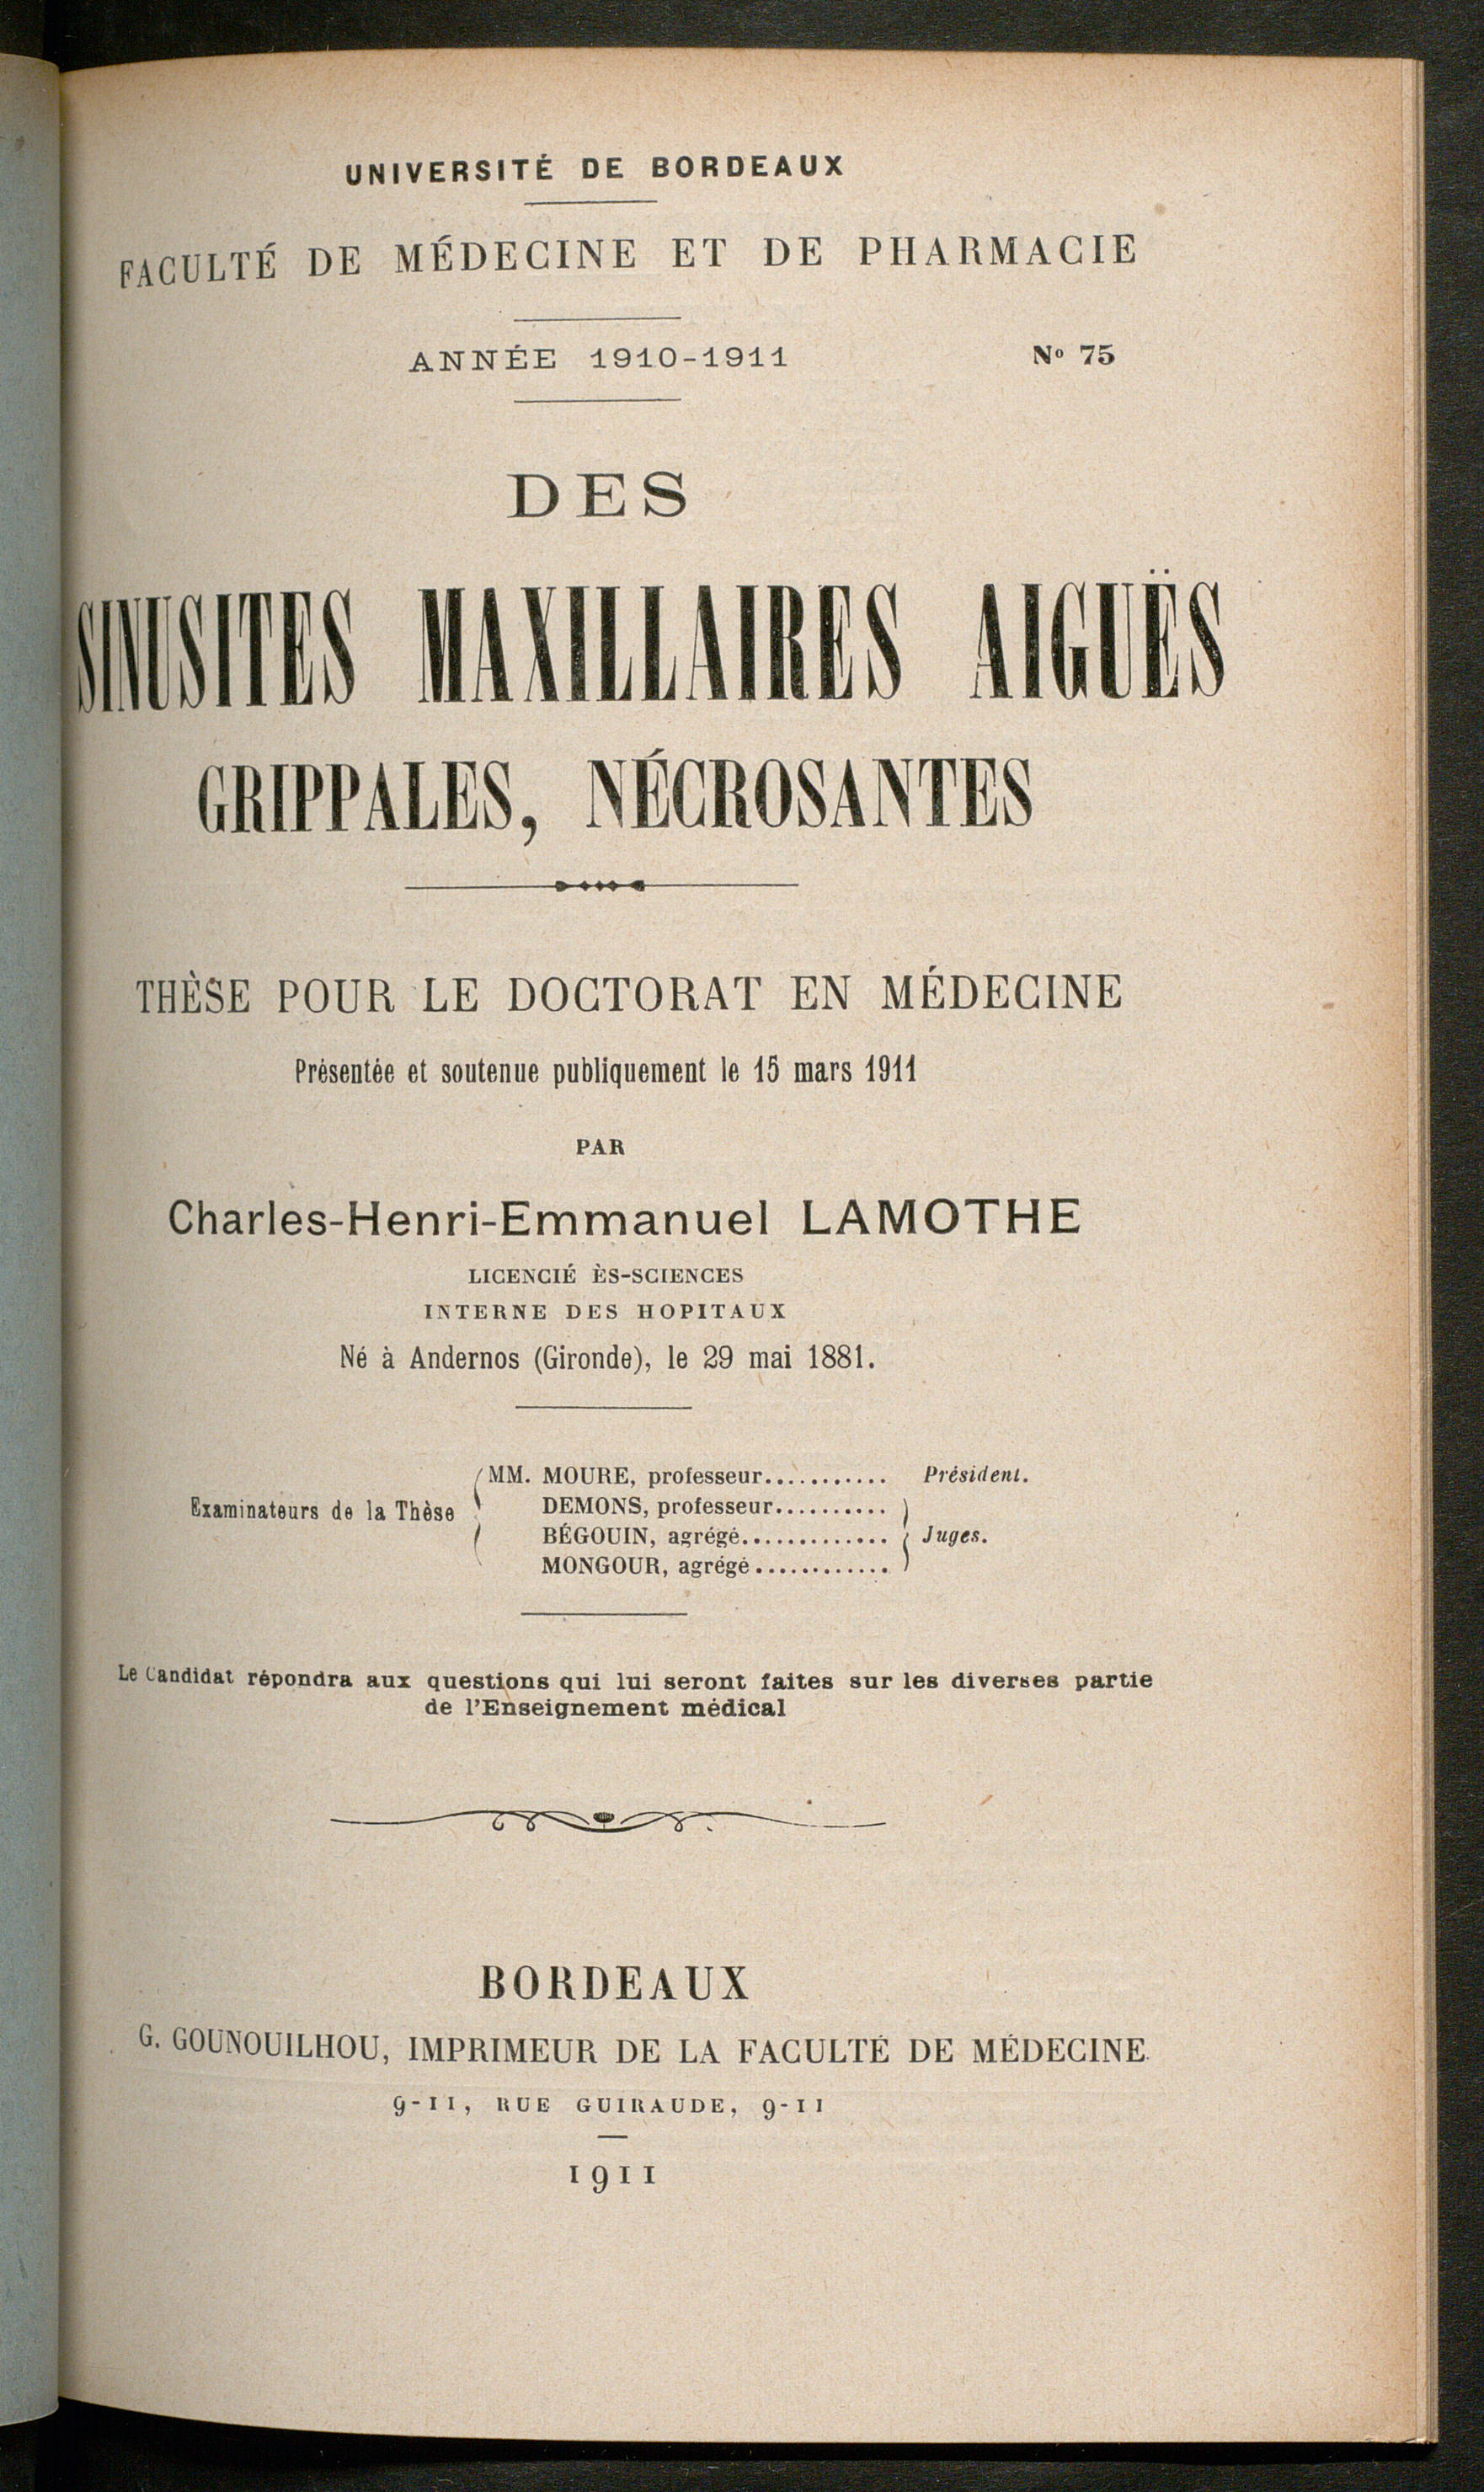 UNIVERSITÉ DE BORDEAUX
FACULTÉ DE MÉDECINE ET DE PHARMACIE
ANNÉE 1910-1911 No 75
DES
SINUSITES MAXILLAIRES AIGUËS
GRIPPALES, NÉCROSANTES
THÈSE POUR LE DOCTORAT EN MÉDECINE
Présentée et soutenue publiquement le 15 mars 1911
PAR
Charles-Henri-Emmanuel LAMOTHE
LICENCIÉ ÈS-SCIENCES
INTERNE DES HOPITAUX
Né à Andernos (Gironde), le 29 mai 1881.
MM. MOURE, professeur........... Président.
Examinateurs de la Thèse DEMONS, professeur..........
BÉGOUIN, agrégé............. Juges.
MONGOUR, agrégé............
Le Candidat répondra aux questions qui lui seront faites sur les diverses partie
de l'Enseignement médical
BORDEAUX
G. GOUNOUILHOU, IMPRIMEUR DE LA FACULTÉ DE MÉDECINE
9-11, RUE GUIRAUDE, 9-11
1911